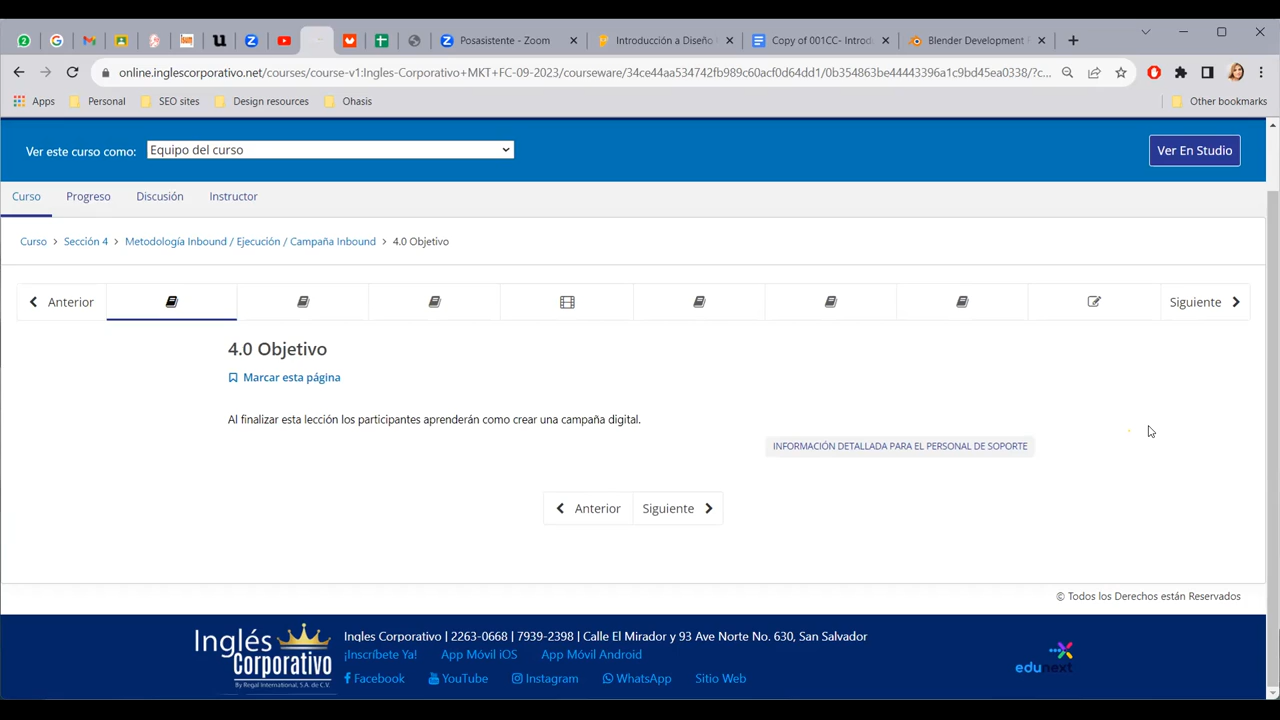 Posasistente - Zoom
Introducción a Diseño
Copy of 001CC- Introd
Blender Development
online.inglescorporativo.net/courses/course-v1:Ingles-Corporativo+MKT+FC-09-2023/courseware/34ce44aa534742fb989c60acf0d64dd1/0b354863be44443396a1c9bd45ea0338/?c...
Apps
Personal
SEO sites
Design resources
Ohasis
Other bookmarks
Ver este curso como:
Equipo del curso
Ver En Studio
Curso
Progreso
Discusión
Instructor
Curso > Sección 4 > Metodología Inbound / Ejecución / Campaña Inbound > 4.0 Objetivo
Anterior
Siguiente
4.0 Objetivo
Marcar esta página
Al finalizar esta lección los participantes aprenderán como crear una campaña digital.
INFORMACIÓN DETALLADA PARA EL PERSONAL DE SOPORTE
Anterior
Siguiente
© Todos los Derechos están Reservados
Inglés
Corporativo
By Regal International, S.A. de C.V.
Ingles Corporativo | 2263-0668 | 7939-2398 | Calle El Mirador y 93 Ave Norte No. 630, San Salvador
¡Inscríbete Ya!
App Móvil iOS
App Móvil Android
Facebook
YouTube
Instagram
WhatsApp
Sitio Web
edunext